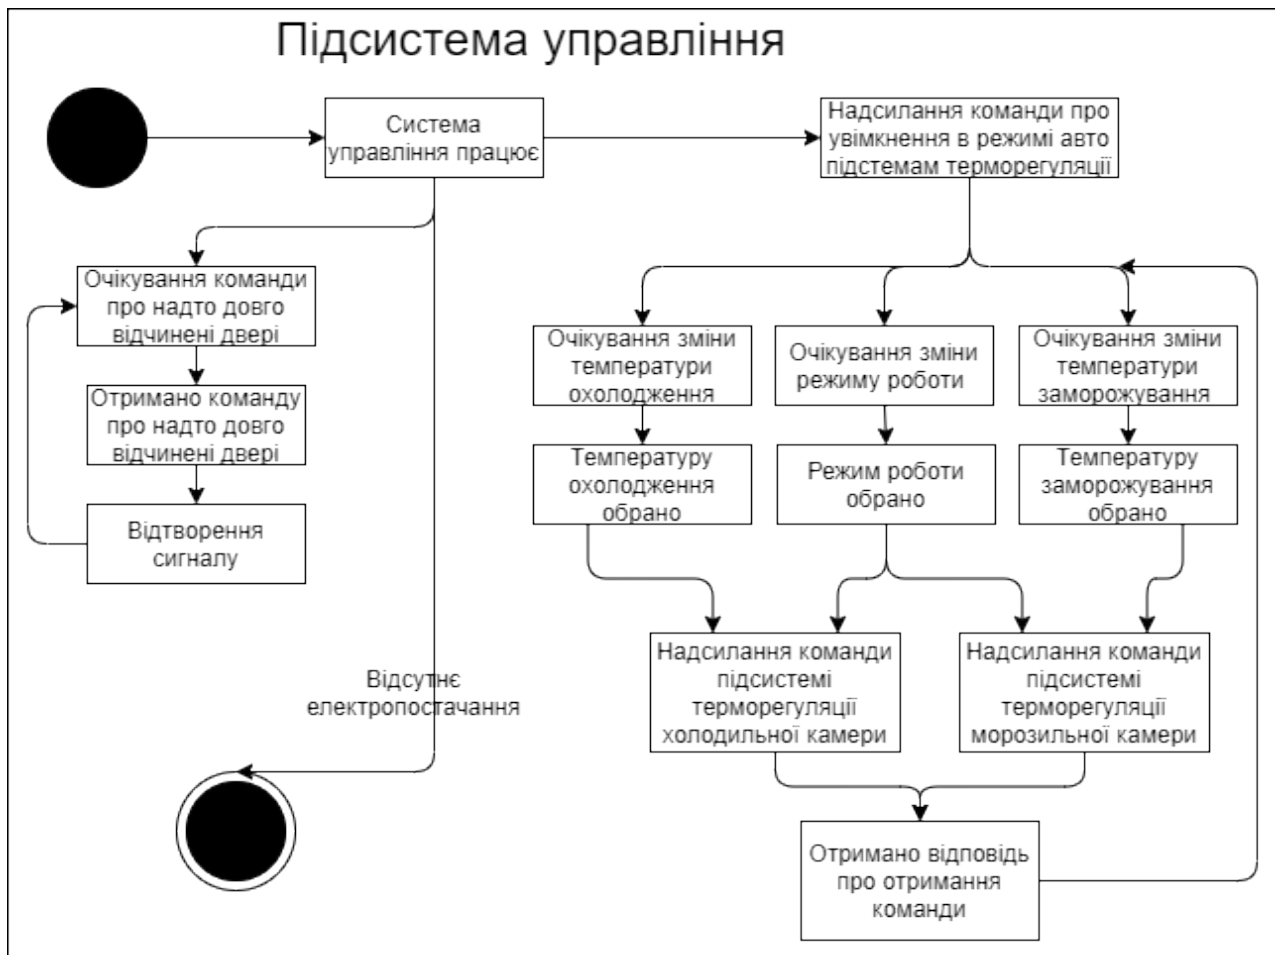 Підсистема управління
Система
управління працює
Надсилання команди про
увімкнення в режимі авто
підстемам терморегуляції
Очікування команди
про надто довго
відчинені двері
Отримано команду
про надто довго
відчинені двері
Відтворення
сигналу
Відсутнє
електропостачання
Очікування зміни
температури
охолодження
Очікування зміни
режиму роботи
Очікування зміни
температури
заморожування
Температуру
охолодження
обрано
Режим роботи
обрано
Температуру
заморожування
обрано
Надсилання команди
підсистемі
терморегуляції
холодильної камери
Надсилання команди
підсистемі
терморегуляції
морозильної камери
Отримано відповідь
про отримання
команди